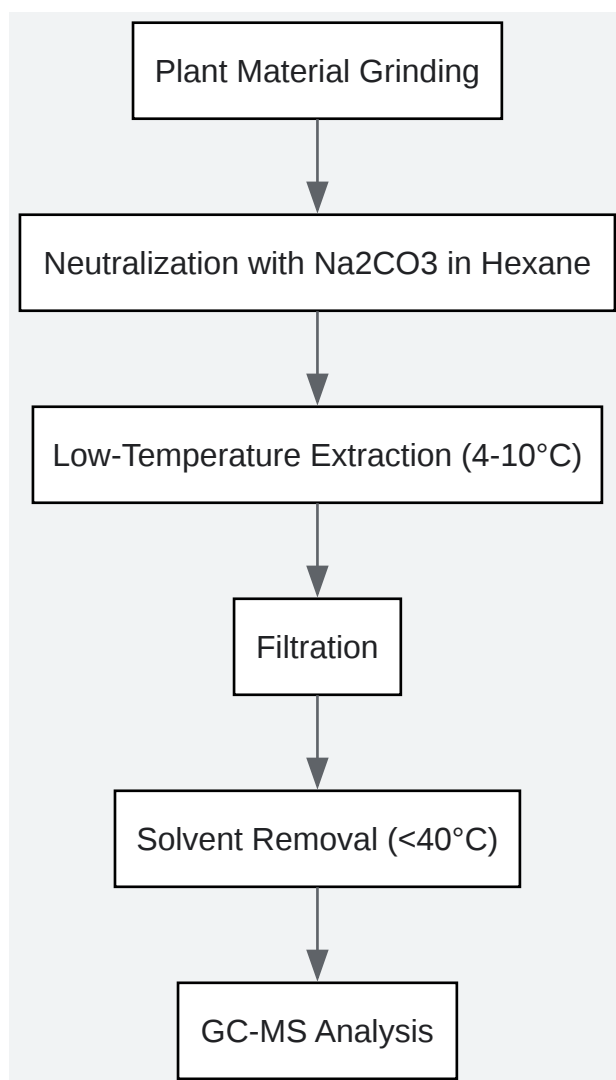 Plant Material Grinding
Neutralization with Na2CO3 in Hexane
Low-Temperature Extraction (4-10°C)
Filtration
Solvent Removal (<40°C)
GC-MS Analysis